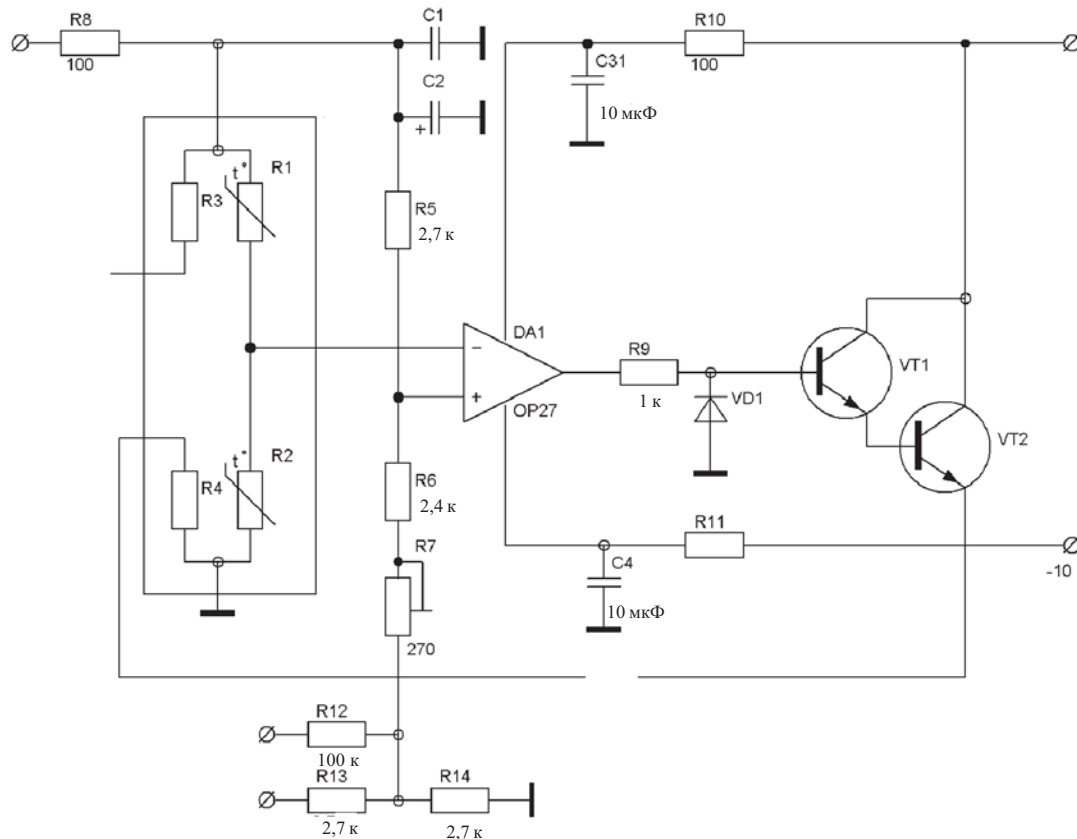 R8
100
C1
C2
+
R10
100
C31
10 мкФ
t°
R1
R3
R5
2,7 к
DA1
−
+
OP27
R9
1 к
VD1
VT1
VT2
t°
R2
R4
R6
2,4 к
R7
270
R11
-10
C4
10 мкФ
R12
100 к
R13
2,7 к
R14
2,7 к